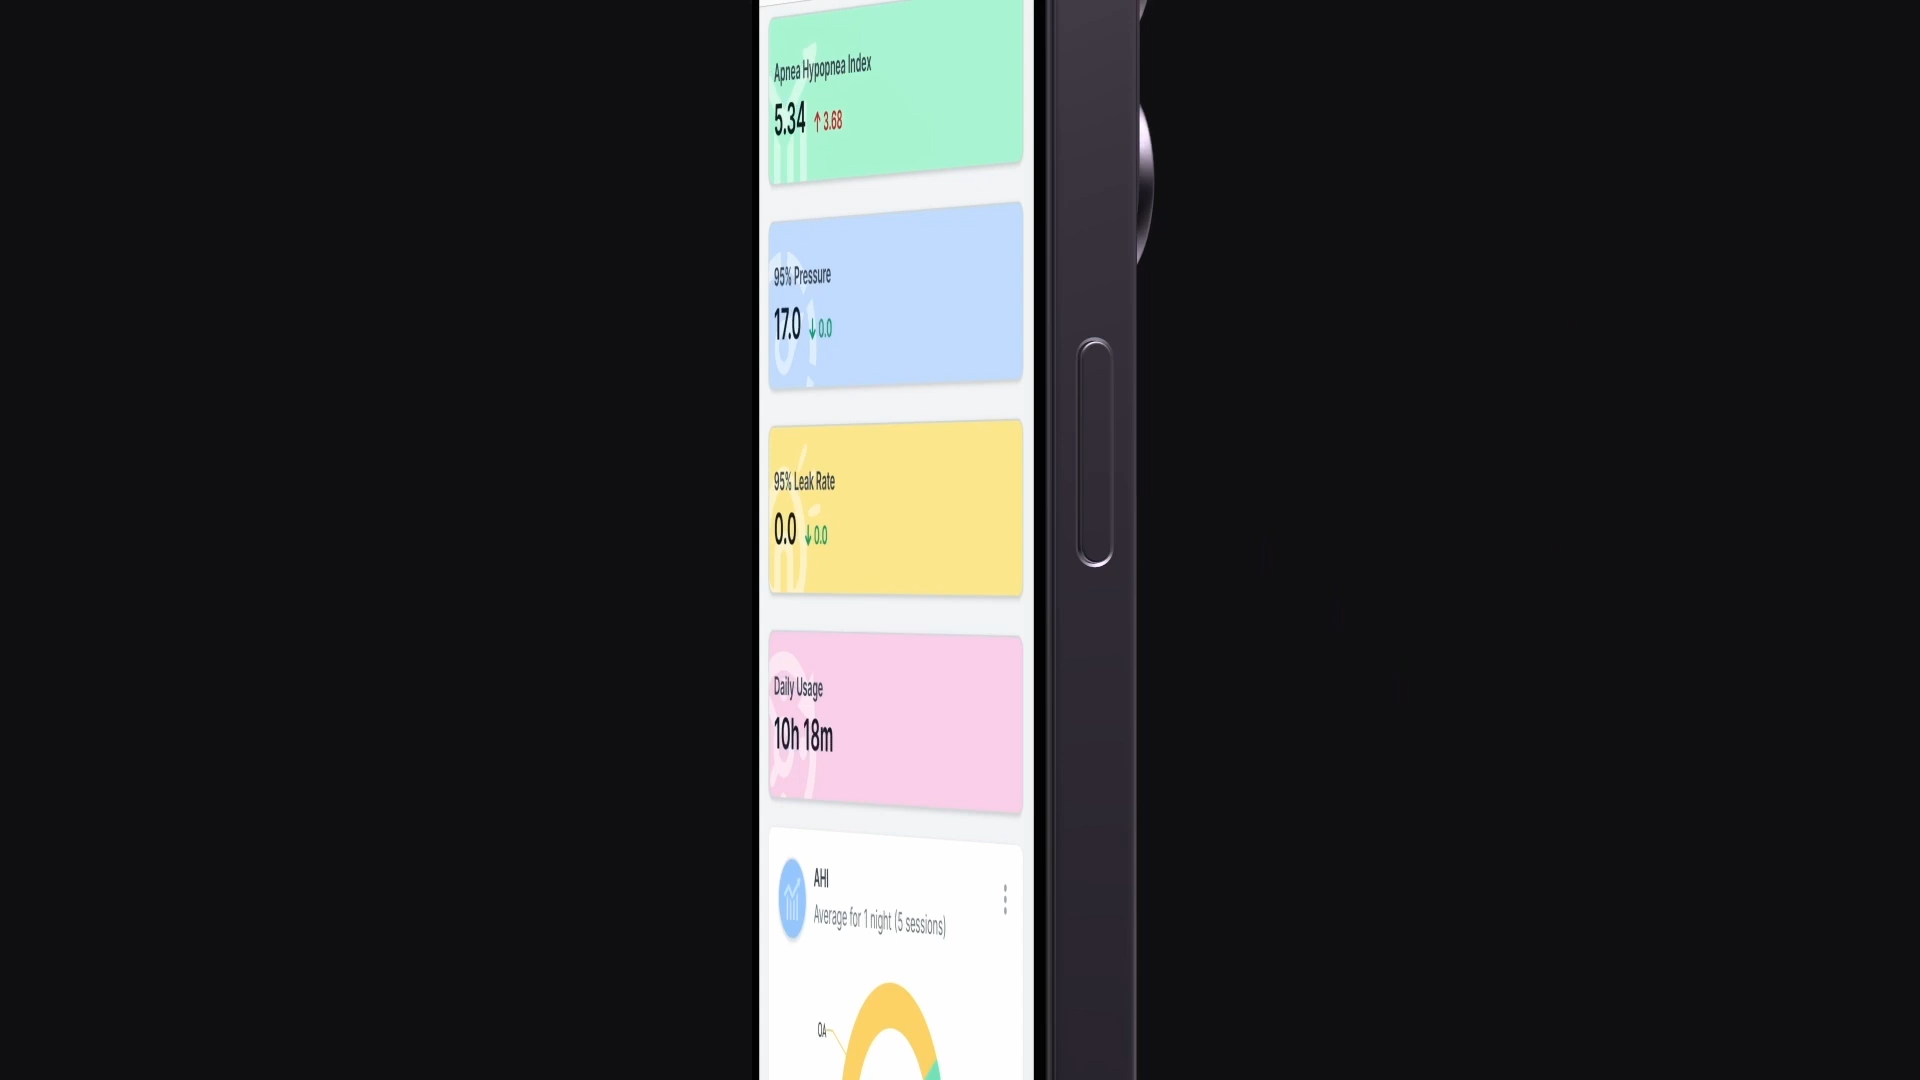 Apnea Hypopnea Index
5.34 ↑ 3.68
95% Pressure
17.0 ↓ 0.0
95% Leak Rate
0.0 ↓ 0.0
Daily Usage
10h 18m
AHI
Average for 1 night (5 sessions)
OA